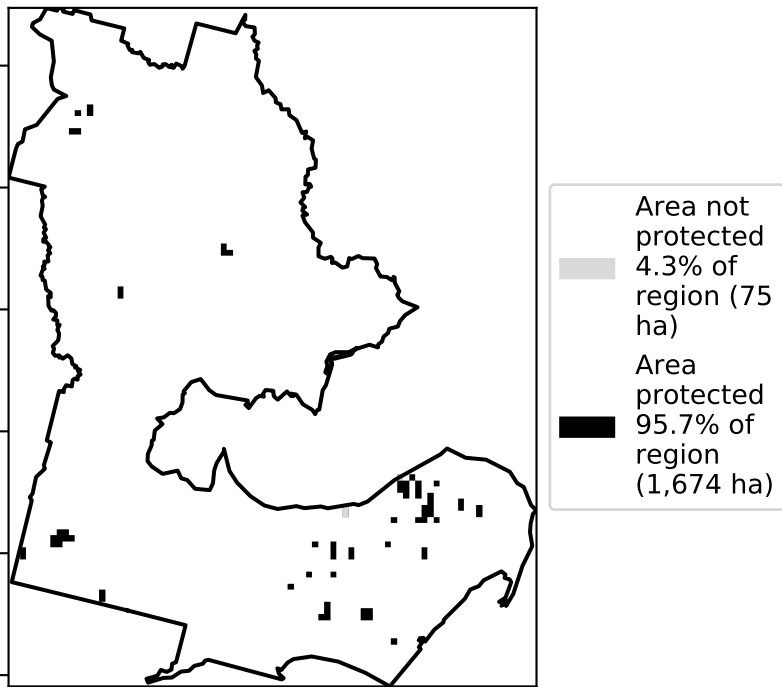 Area not
protected
4.3% of
region (75
ha)
Area
protected
95.7% of
region
(1,674 ha)